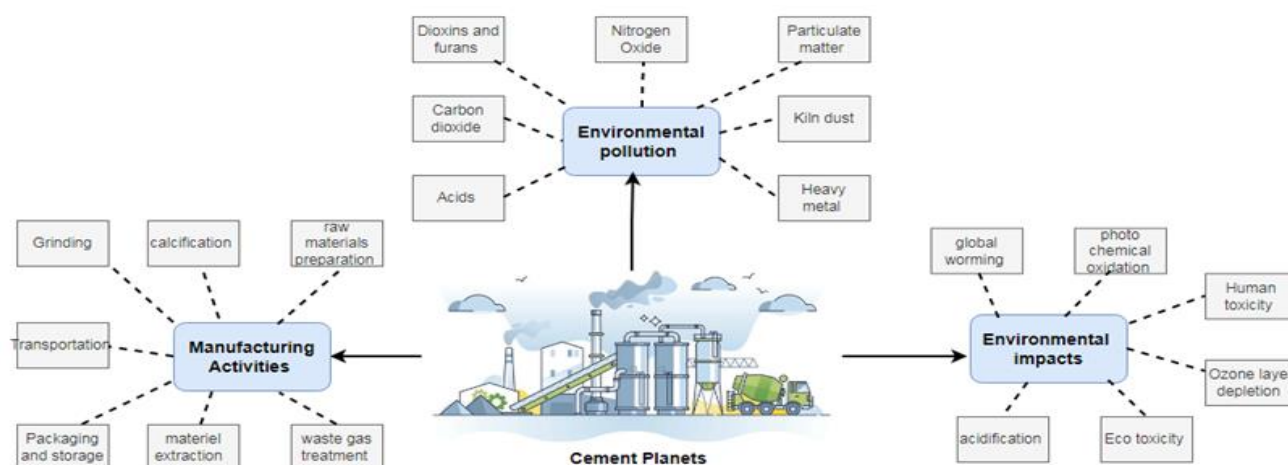 Dioxins and
furans
Nitrogen
Oxide
Particulate
matter
Carbon
dioxide
Environmental
pollution
Kiln dust
Acids
Heavy
metal
Grinding
calcification
raw
materials
preparation
Transportation
Manufacturing
Activities
Packaging
and storage
materiel
extraction
waste gas
treatment
global
worming
photo
chemical
oxidation
Human
toxicity
Environmental
impacts
Ozone laye
depletion
acidification
Eco toxicity
Cement Planets